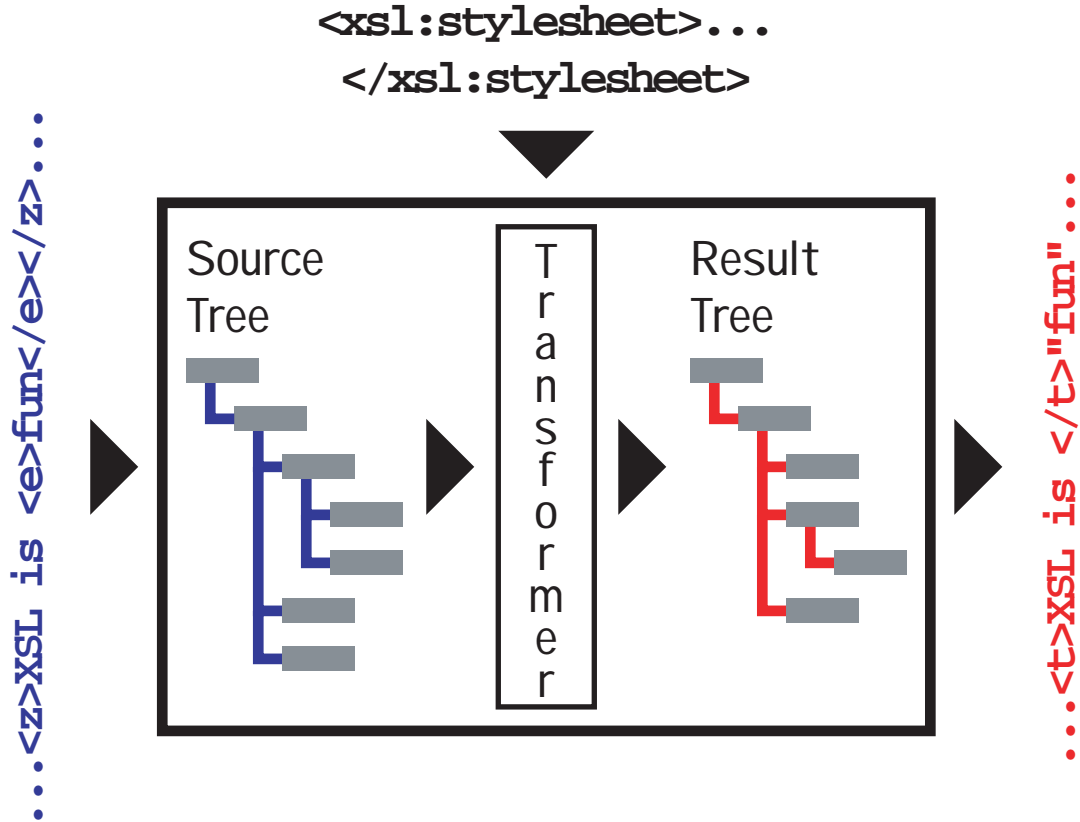 <xsl:stylesheet>...
</xsl:stylesheet>
...<z>XSL is <e>fun</e></z>...
Source
Tree
Transformer
Result
Tree
...<t>XSL is </t>"fun"...